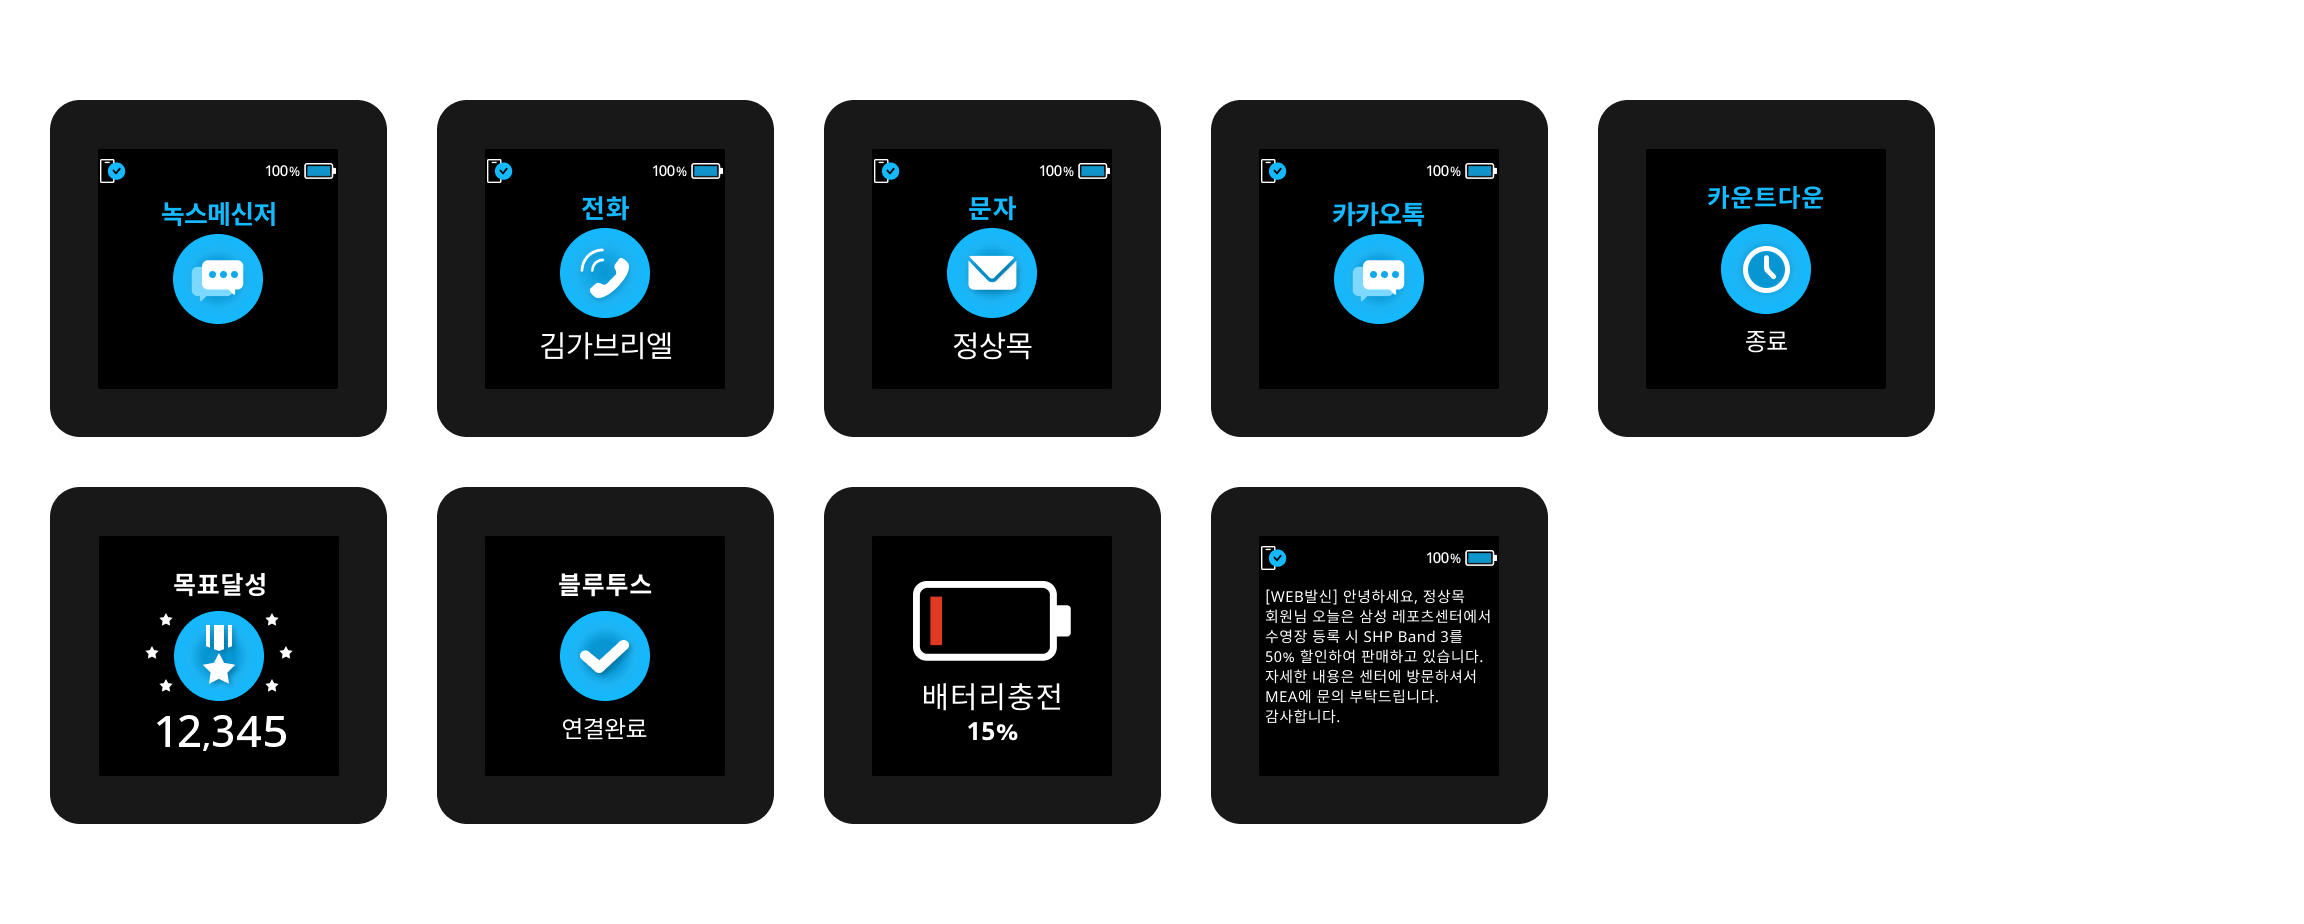 100%
녹스메신저
100%
전화
김가브리엘
100%
문자
정상목
100%
카카오톡
카운트다운
종료
목표달성
12,345
블루투스
연결완료
배터리충전
15%
100%
[WEB발신] 안녕하세요, 정상목
회원님 오늘은 삼성 레포츠센터에서
수영장 등록 시 SHP Band 3를
50% 할인하여 판매하고 있습니다.
자세한 내용은 센터에 방문하셔서
MEA에 문의 부탁드립니다.
감사합니다.